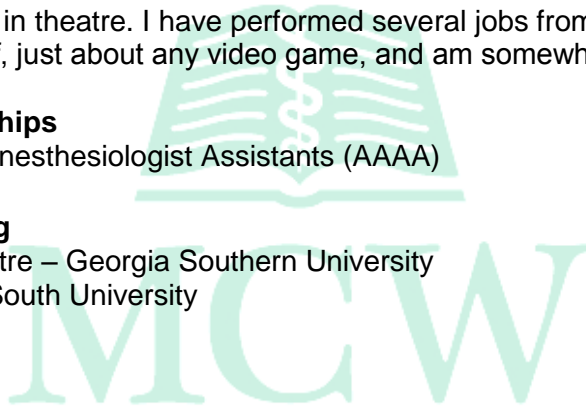 in theatre. I have performed several jobs from
, just about any video game, and am somewh
hips
nesthesiologist Assistants (AAAA)
g
tre – Georgia Southern University
South University
MCW